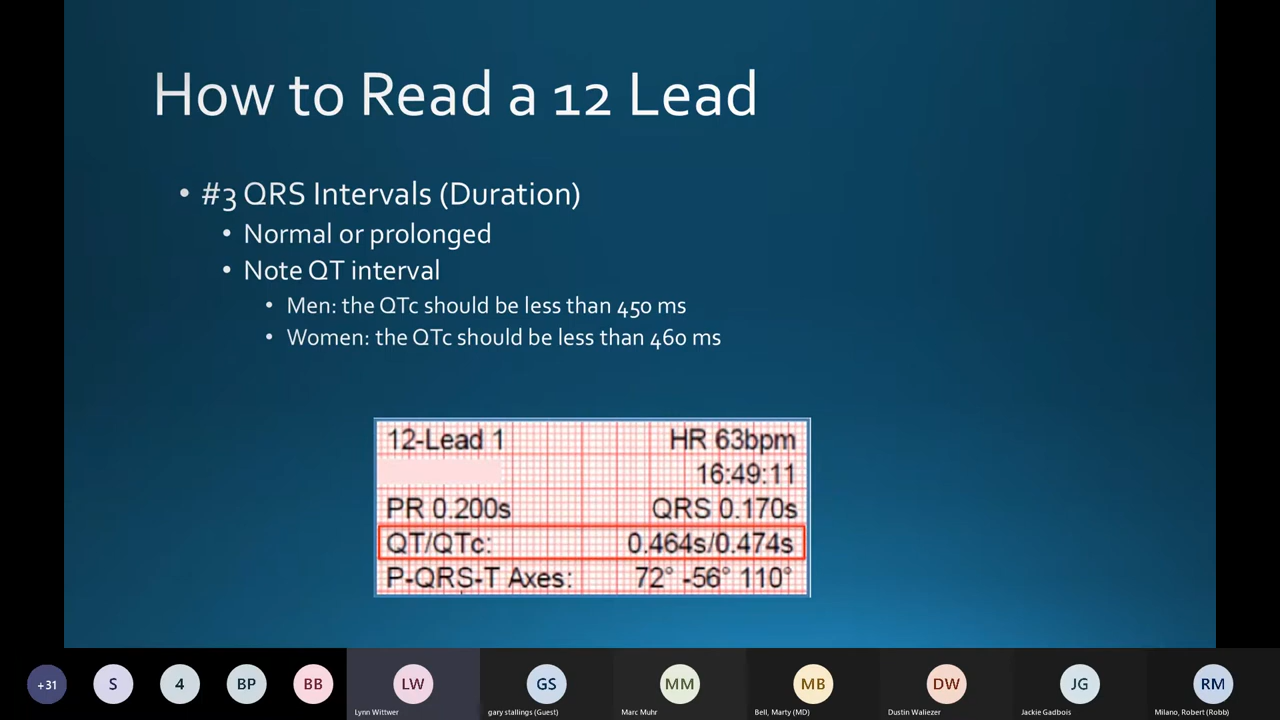 How to Read a 12 Lead
• #3 QRS Intervals (Duration)
• Normal or prolonged
• Note QT interval
• Men: the QTc should be less than 450 ms
• Women: the QTc should be less than 460 ms
12-Lead 1 HR 63bpm
16:49:11
PR 0.200s QRS 0.170s
QT/QTc: 0.464s/0.474s
P-QRS-T Axes: 72° -56° 110°
+31 S 4 BP BB LW GS MM MB DW JG RM
Lynn Wittwer gary stallings (Guest) Marc Muhr Bell, Marty (MD) Dustin Waliezer Jackie Gadbois Milano, Robert (Robb)